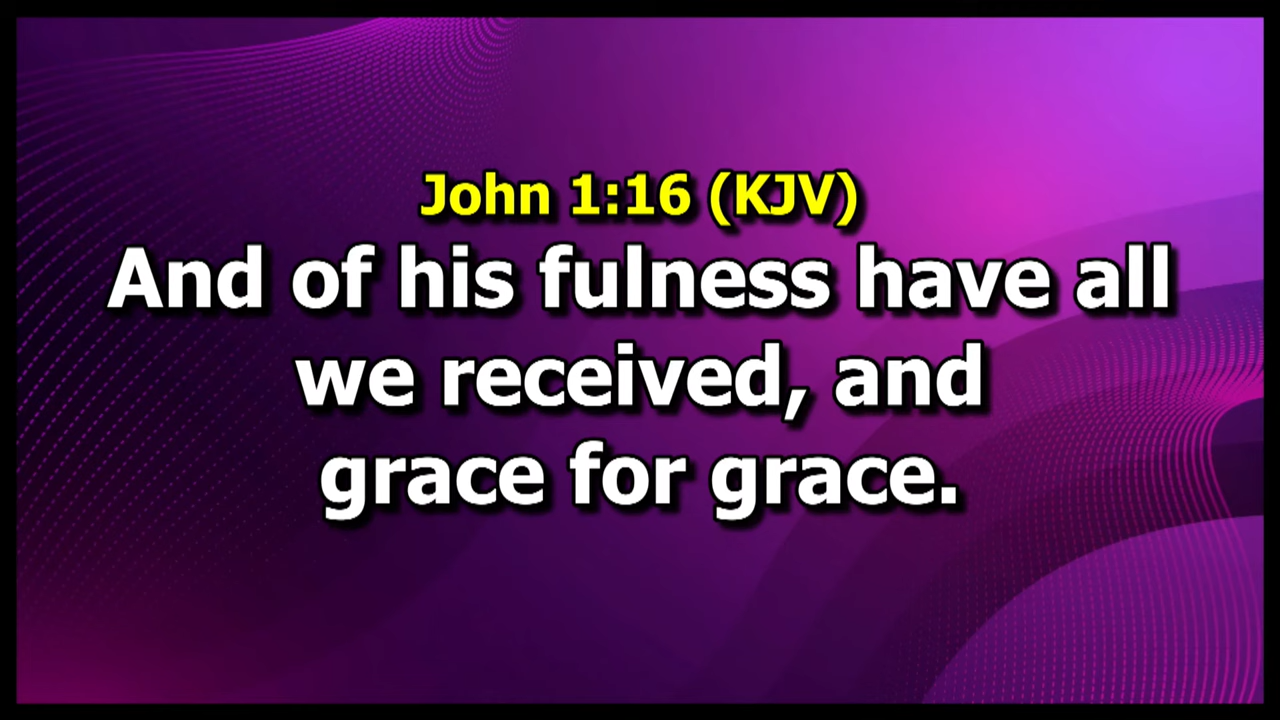 John 1:16 (KJV)
And of his fulness have all
we received, and
grace for grace.